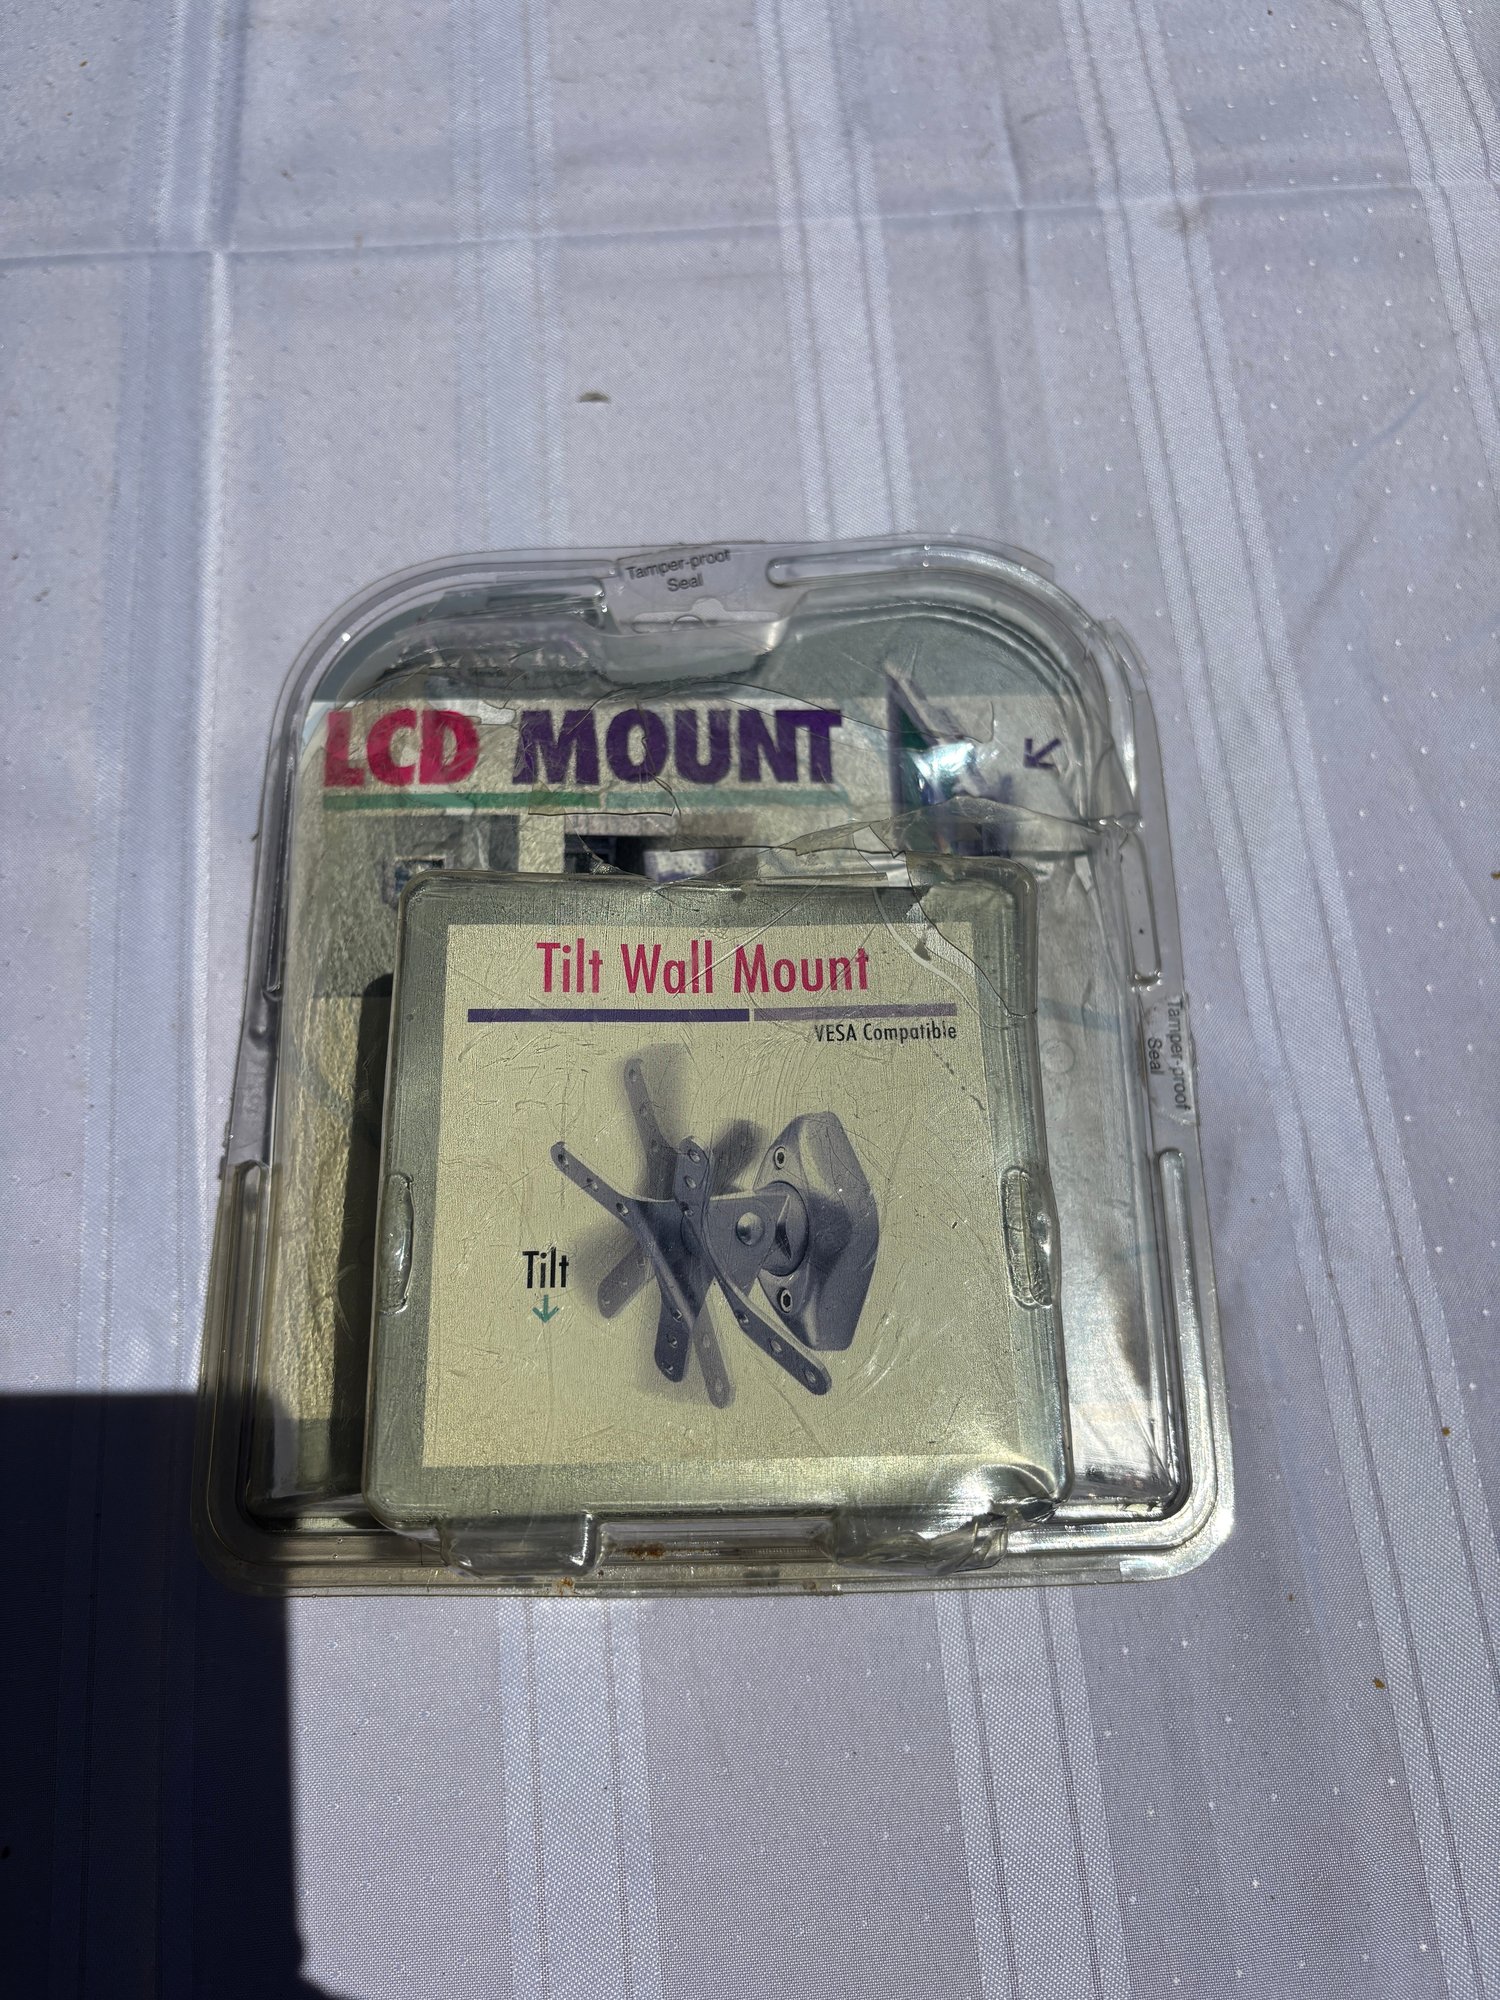 Tamper-proof
Seal
LCD MOUNT
Tilt Wall Mount
VESA Compatible
Tilt
Tamper-proof
Seal